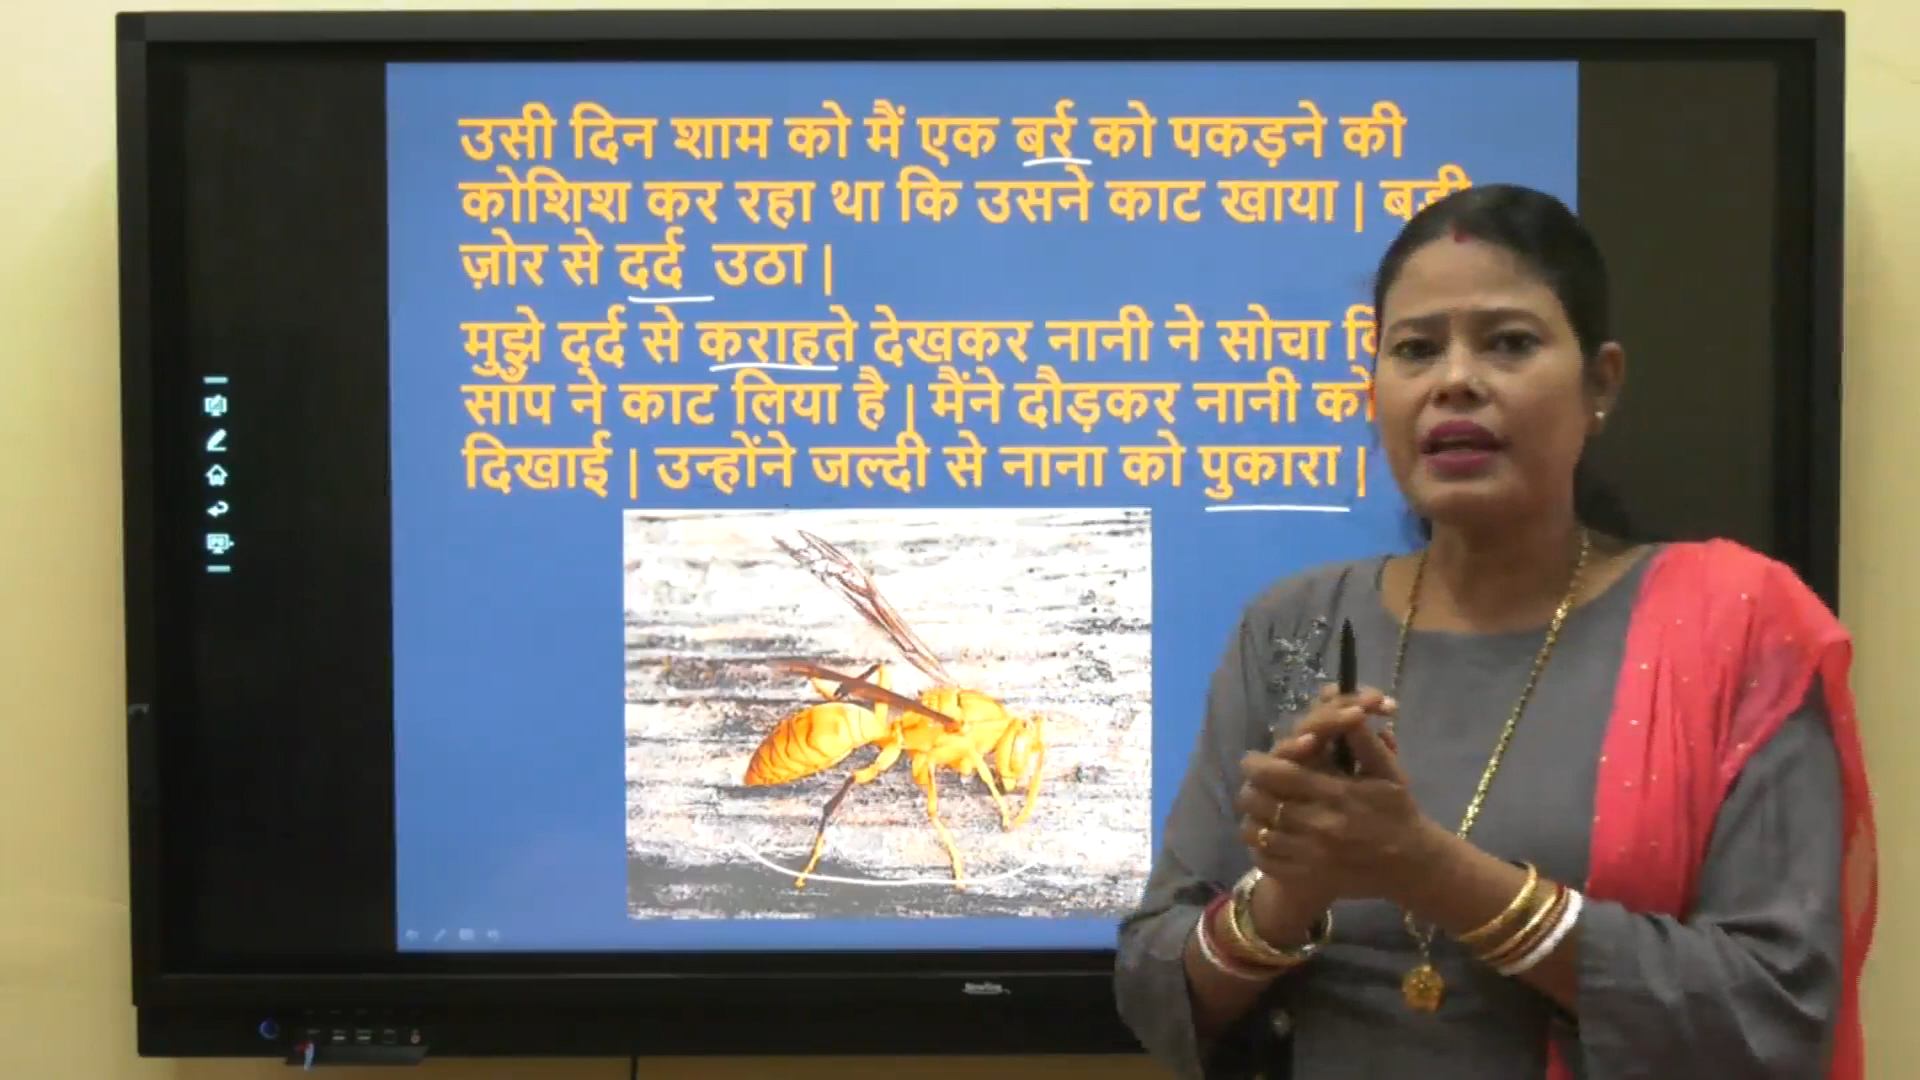 उसी दिन शाम को मैं एक बर्र को पकड़ने की
कोशिश कर रहा था कि उसने काट खाया |
ज़ोर से दर्द उठा |
मुझे दर्द से कराहते देखकर नानी ने सोचा
साँप ने काट लिया है | मैंने दौड़कर नानी को
दिखाई | उन्होंने जल्दी से नाना को पुकारा |